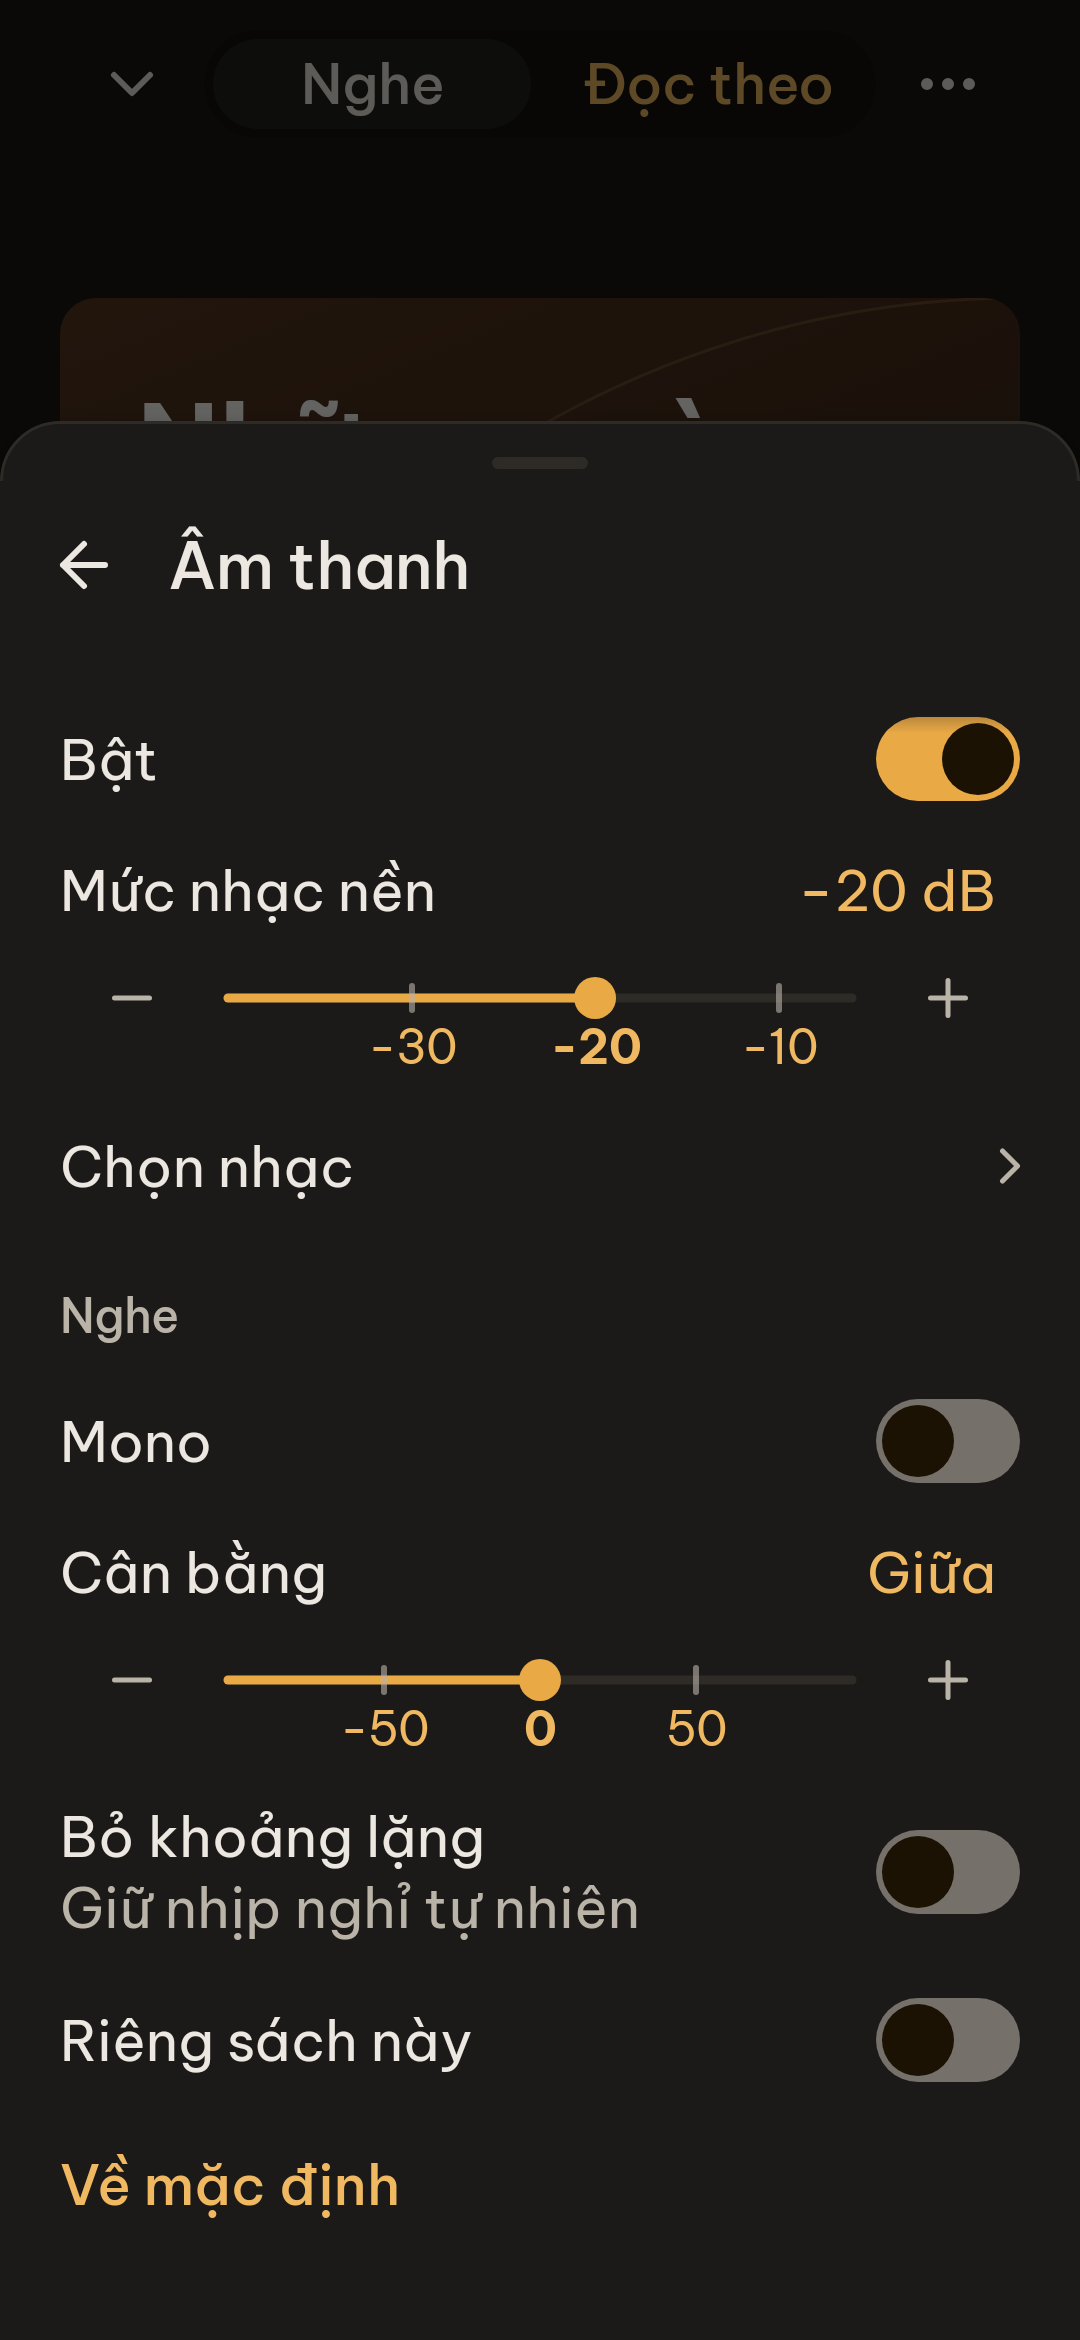 Nghe
Đọc theo
Âm thanh
Bật
Mức nhạc nền
-20 dB
-30
-20
-10
Chọn nhạc
Nghe
Mono
Cân bằng
Giữa
-50
0
50
Bỏ khoảng lặng
Giữ nhịp nghỉ tự nhiên
Riêng sách này
Về mặc định